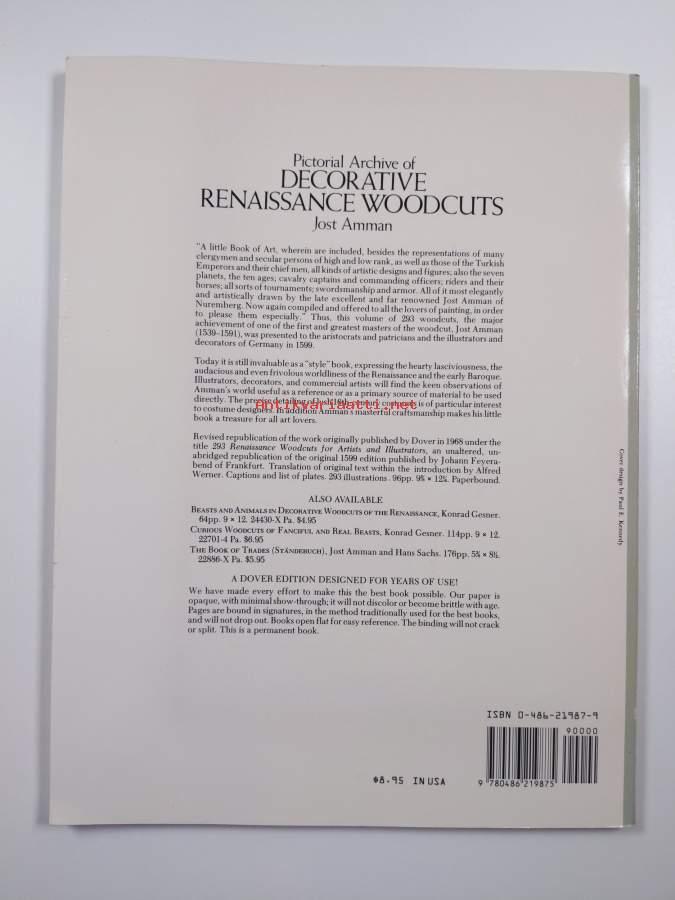 Pictorial Archive of
DECORATIVE
RENAISSANCE WOODCUTS
Jost Amman
"A little Book of Art, wherein are included, besides the representations of many
clergymen and secular persons of high and low rank, as well as those of the Turkish
Emperors and their chief men, all kinds of artistic designs and figures; also the seven
planets, the ten ages; cavalry captains and commanding officers; riders and their
horses; all sorts of tournaments; swordsmanship and armor. All of it most elegantly
and artistically drawn by the late excellent and far renowned Jost Amman of
Nuremberg. Now again compiled and offered to all the lovers of painting, in order
to please them especially." Thus, this volume of 293 woodcuts, the major
achievement of one of the first and greatest masters of the woodcut, Jost Amman
(1539–1591), was presented to the aristocrats and patricians and the illustrators and
decorators of Germany in 1599.
Today it is still invaluable as a "style" book, expressing the hearty lasciviousness, the
audacious and even frivolous worldliness of the Renaissance and the early Baroque.
Illustrators, decorators, and commercial artists will find the keen observations of
Amman's world useful as a reference or as a primary source of material to be used
directly. The precise detailing of lush 16th-century costumes is of particular interest
antikvariaatti.net
to costume designers. In addition Amman's masterful craftsmanship makes his little
book a treasure for all art lovers.
Revised republication of the work originally published by Dover in 1968 under the
title 293 Renaissance Woodcuts for Artists and Illustrators, an unaltered, un-
abridged republication of the original 1599 edition published by Johann Feyera-
bend of Frankfurt. Translation of original text within the introduction by Alfred
Werner. Captions and list of plates. 293 illustrations. 96pp. 9⅜ × 12¼. Paperbound.
ALSO AVAILABLE
BEASTS AND ANIMALS IN DECORATIVE WOODCUTS OF THE RENAISSANCE, Konrad Gesner.
64pp. 9 × 12. 24430-X Pa. $4.95
CURIOUS WOODCUTS OF FANCIFUL AND REAL BEASTS, Konrad Gesner. 114pp. 9 × 12.
22701-4 Pa. $6.95
THE BOOK OF TRADES (STÄNDEBUCH), Jost Amman and Hans Sachs. 176pp. 5⅜ × 8½.
22886-X Pa. $5.95
A DOVER EDITION DESIGNED FOR YEARS OF USE!
We have made every effort to make this the best book possible. Our paper is
opaque, with minimal show-through; it will not discolor or become brittle with age.
Pages are bound in signatures, in the method traditionally used for the best books,
and will not drop out. Books open flat for easy reference. The binding will not crack
or split. This is a permanent book.
Cover design by Paul E. Kennedy
ISBN 0-486-21987-9
90000
$8.95 IN USA
9 780486 219875